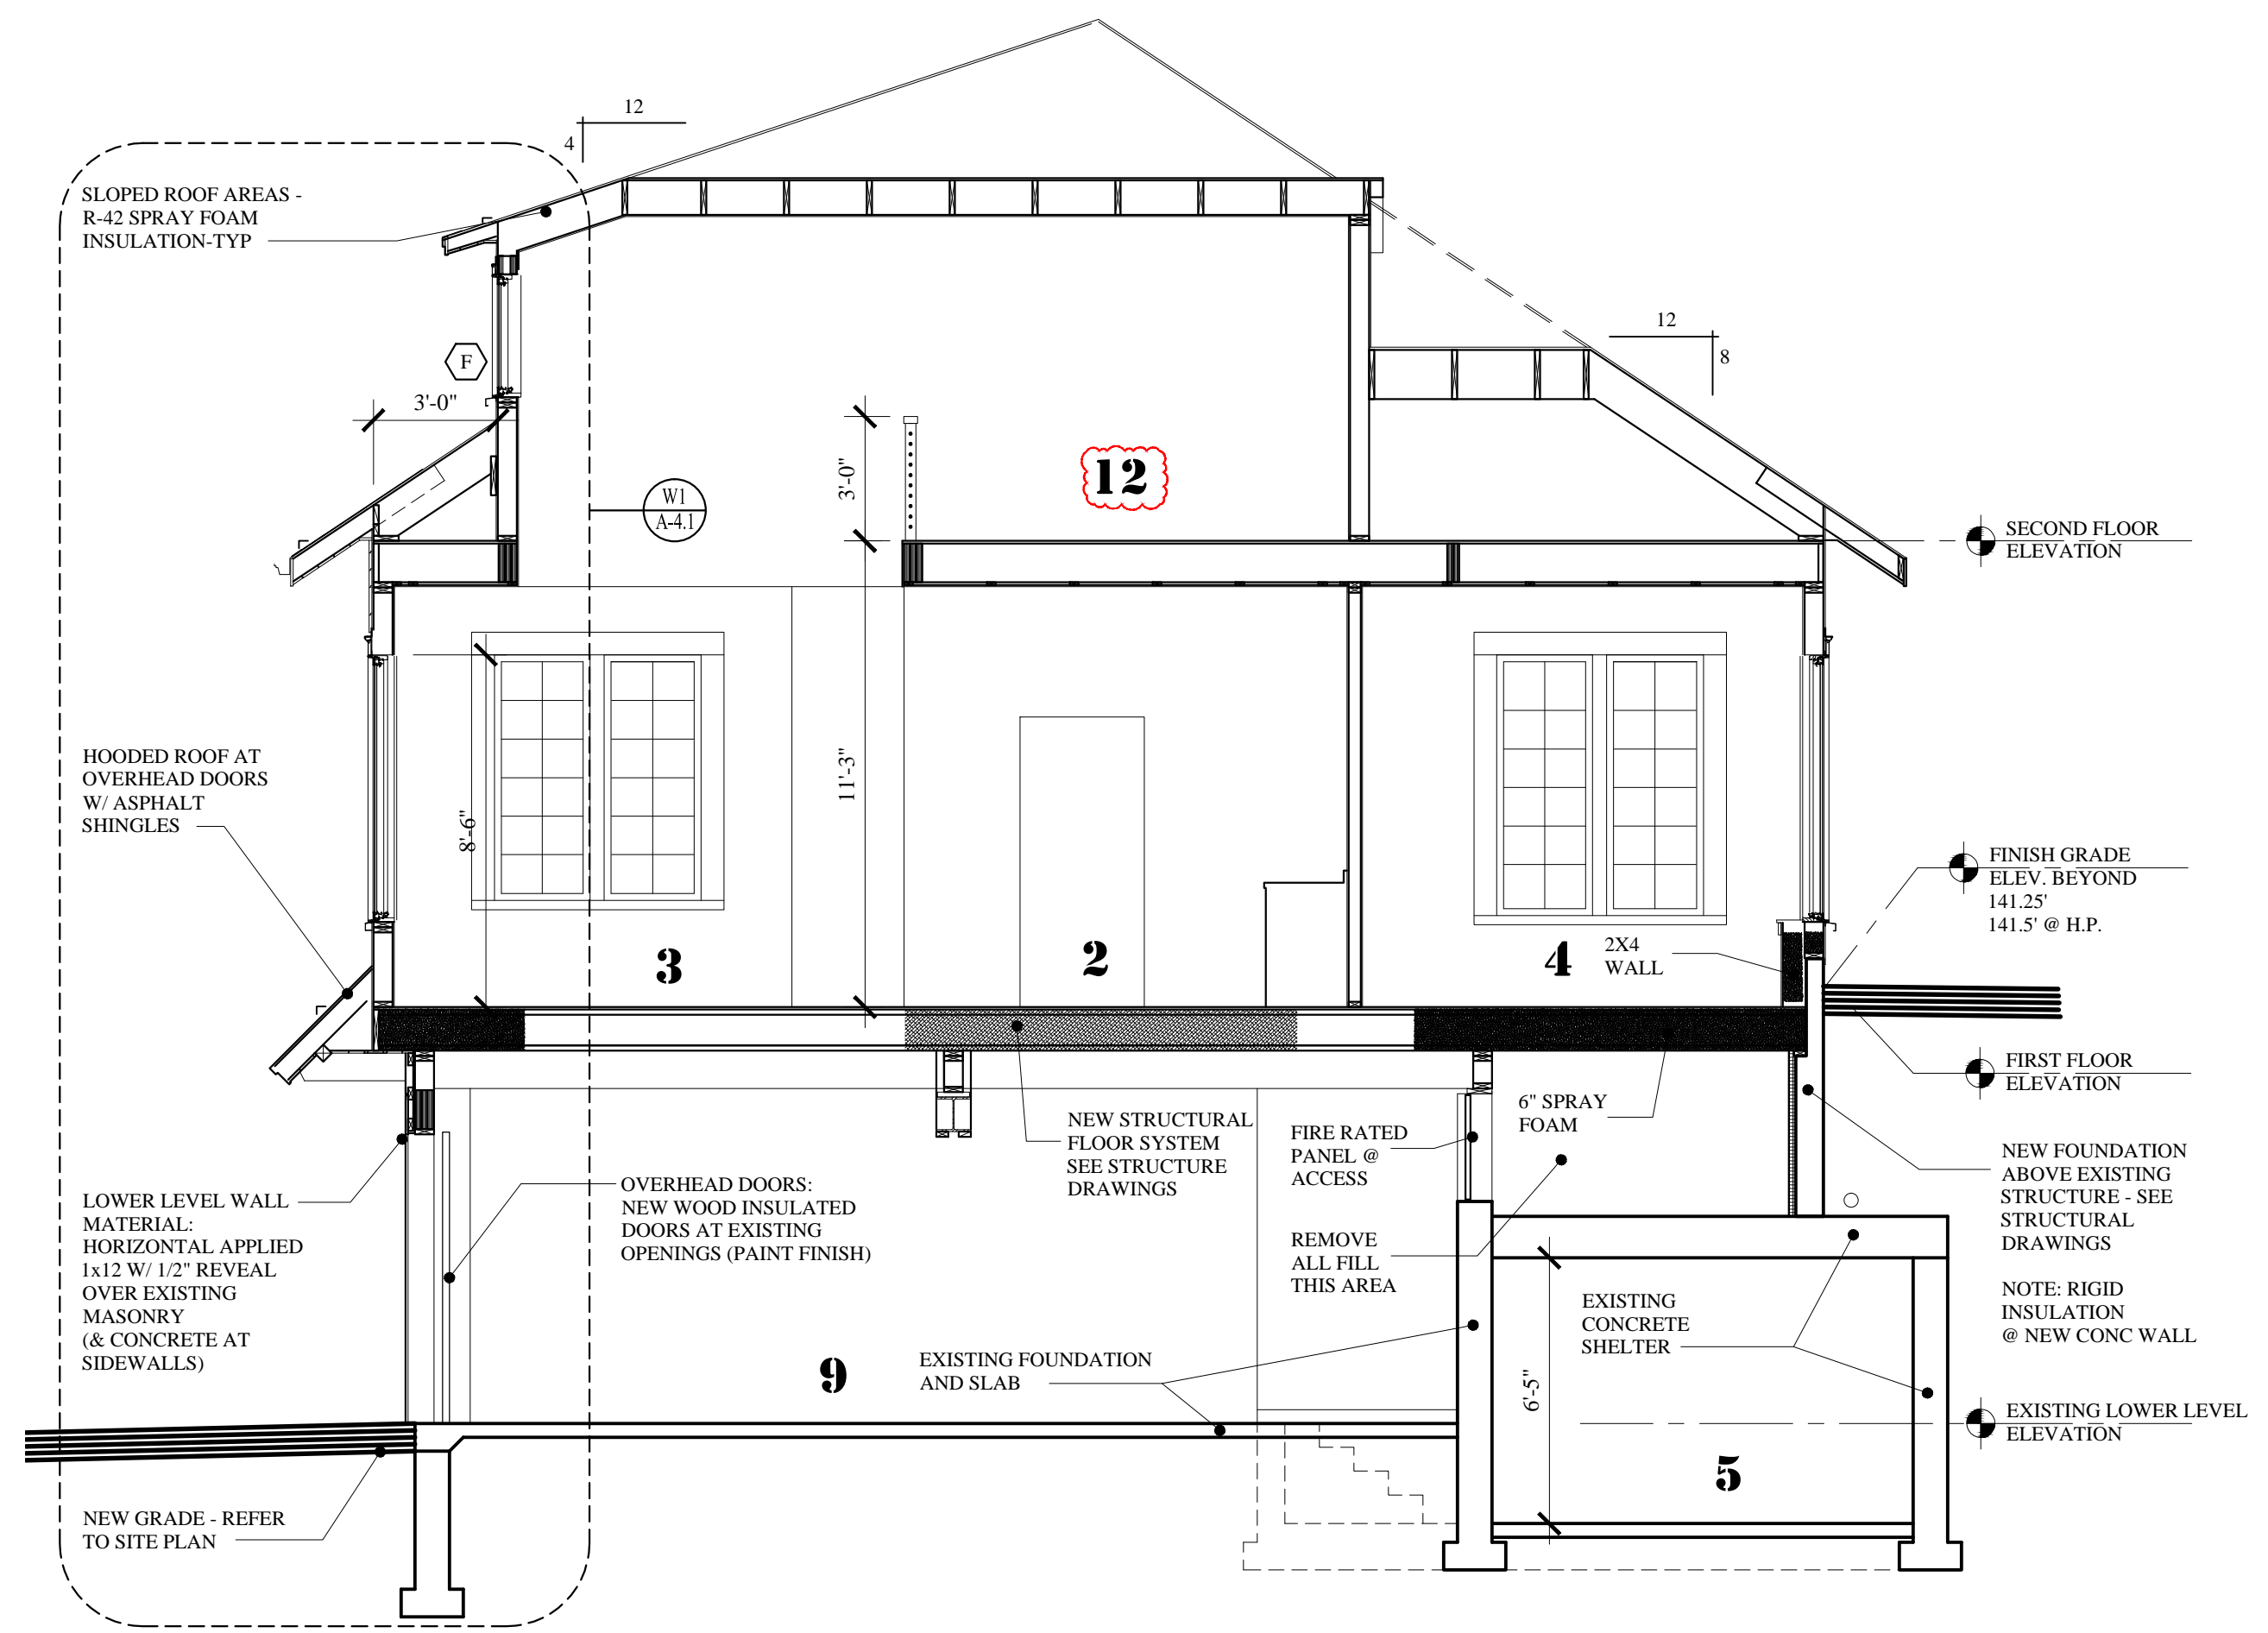 12
4
SLOPED ROOF AREAS -
R-42 SPRAY FOAM
INSULATION-TYP
12
8
F
3'-0"
3'-0"
12
W1
A-4.1
SECOND FLOOR
ELEVATION
HOODED ROOF AT
OVERHEAD DOORS
W/ ASPHALT
SHINGLES
8'-6"
11'-3"
3
2
4
2X4
WALL
FINISH GRADE
ELEV. BEYOND
141.25'
141.5' @ H.P.
FIRST FLOOR
ELEVATION
NEW STRUCTURAL
FLOOR SYSTEM
SEE STRUCTURE
DRAWINGS
FIRE RATED
PANEL @
ACCESS
6" SPRAY
FOAM
NEW FOUNDATION
ABOVE EXISTING
STRUCTURE - SEE
STRUCTURAL
DRAWINGS
LOWER LEVEL WALL
MATERIAL:
HORIZONTAL APPLIED
1x12 W/ 1/2" REVEAL
OVER EXISTING
MASONRY
(& CONCRETE AT
SIDEWALLS)
OVERHEAD DOORS:
NEW WOOD INSULATED
DOORS AT EXISTING
OPENINGS (PAINT FINISH)
REMOVE
ALL FILL
THIS AREA
NOTE: RIGID
INSULATION
@ NEW CONC WALL
EXISTING
CONCRETE
SHELTER
9
EXISTING FOUNDATION
AND SLAB
6'-5"
EXISTING LOWER LEVEL
ELEVATION
5
NEW GRADE - REFER
TO SITE PLAN